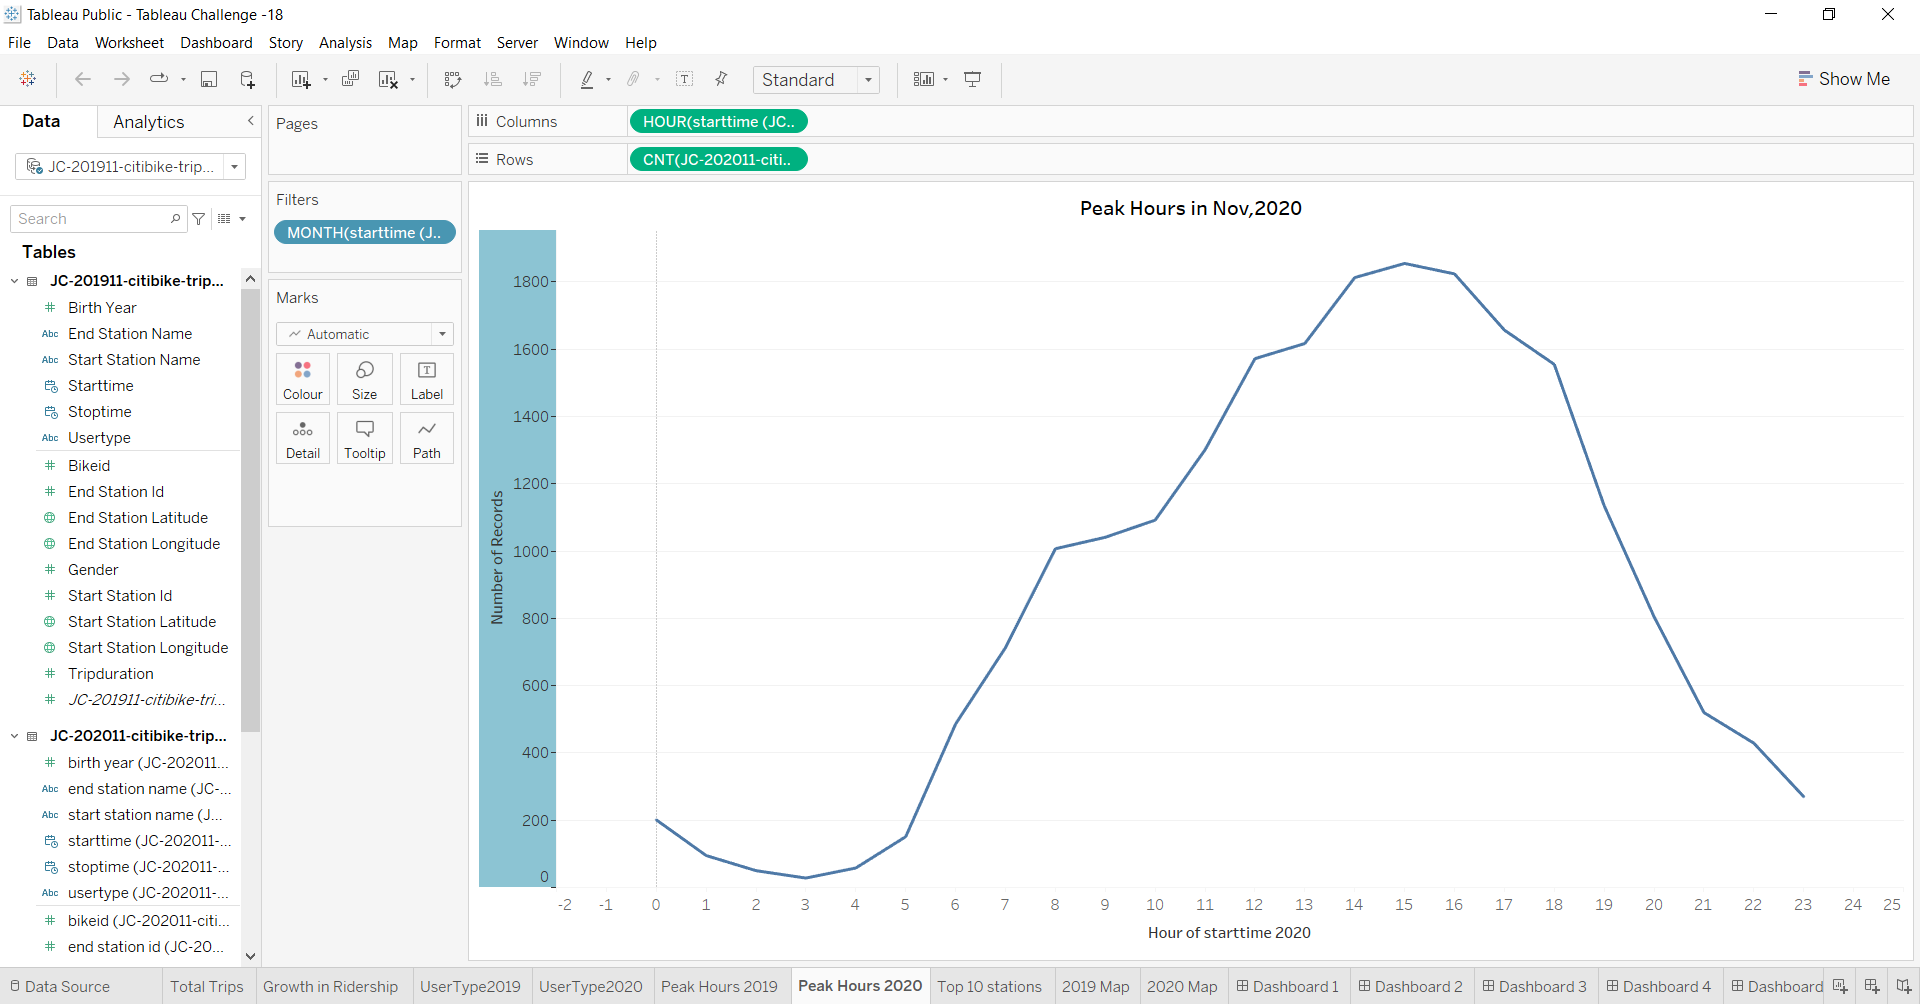 Tableau Public - Tableau Challenge -18
File Data Worksheet Dashboard Story Analysis Map Format Server Window Help
Standard
Show Me
Data Analytics
JC-201911-citibike-trip...
Search
Tables
JC-201911-citibike-trip...
# Birth Year
Abc End Station Name
Abc Start Station Name
Starttime
Stoptime
Abc Usertype
# Bikeid
# End Station Id
End Station Latitude
End Station Longitude
# Gender
# Start Station Id
Start Station Latitude
Start Station Longitude
# Tripduration
# JC-201911-citibike-tri...
JC-202011-citibike-trip...
# birth year (JC-202011...
Abc end station name (JC-...
Abc start station name (J...
starttime (JC-202011-...
stoptime (JC-202011-...
Abc usertype (JC-202011-...
# bikeid (JC-202011-citi...
# end station id (JC-20...
Pages
Filters
MONTH(starttime (J..
Marks
Automatic
Colour Size Label
Detail Tooltip Path
Columns HOUR(starttime (JC..
Rows CNT(JC-202011-citi..
Peak Hours in Nov,2020
Number of Records
1800
1600
1400
1200
1000
800
600
400
200
0
-2 -1 0 1 2 3 4 5 6 7 8 9 10 11 12 13 14 15 16 17 18 19 20 21 22 23 24 25
Hour of starttime 2020
Data Source Total Trips Growth in Ridership UserType2019 UserType2020 Peak Hours 2019 Peak Hours 2020 Top 10 stations 2019 Map 2020 Map Dashboard 1 Dashboard 2 Dashboard 3 Dashboard 4 Dashboard